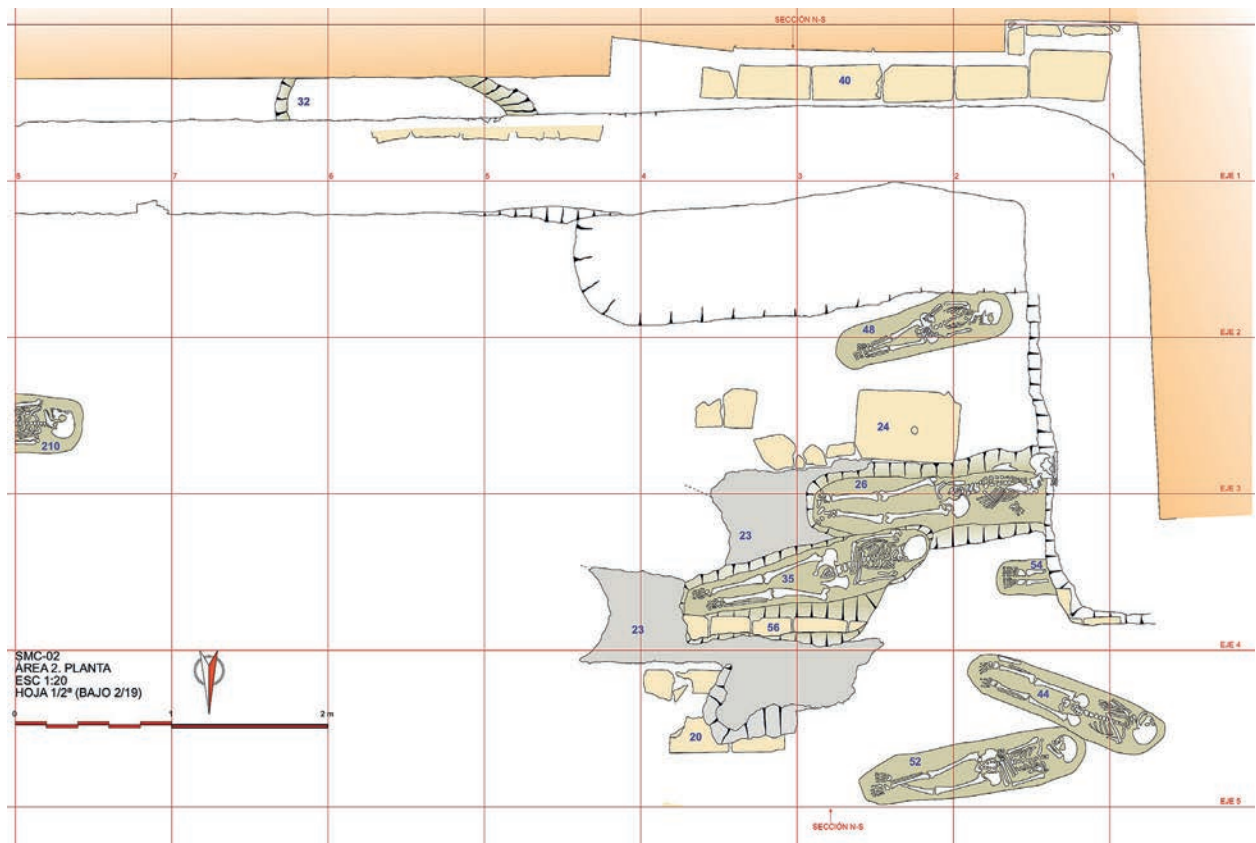 SECCIÓN N-S
40
32
8
7
6
5
4
3
2
1
EJE 1
48
EJE 2
210
24
26
EJE 3
23
35
54
23
56
EJE 4
SMC-02
ÁREA 2. PLANTA
ESC 1:20
HOJA 1/2ª (BAJO 2/19)
0
1
2 m
44
20
52
EJE 5
SECCIÓN N-S